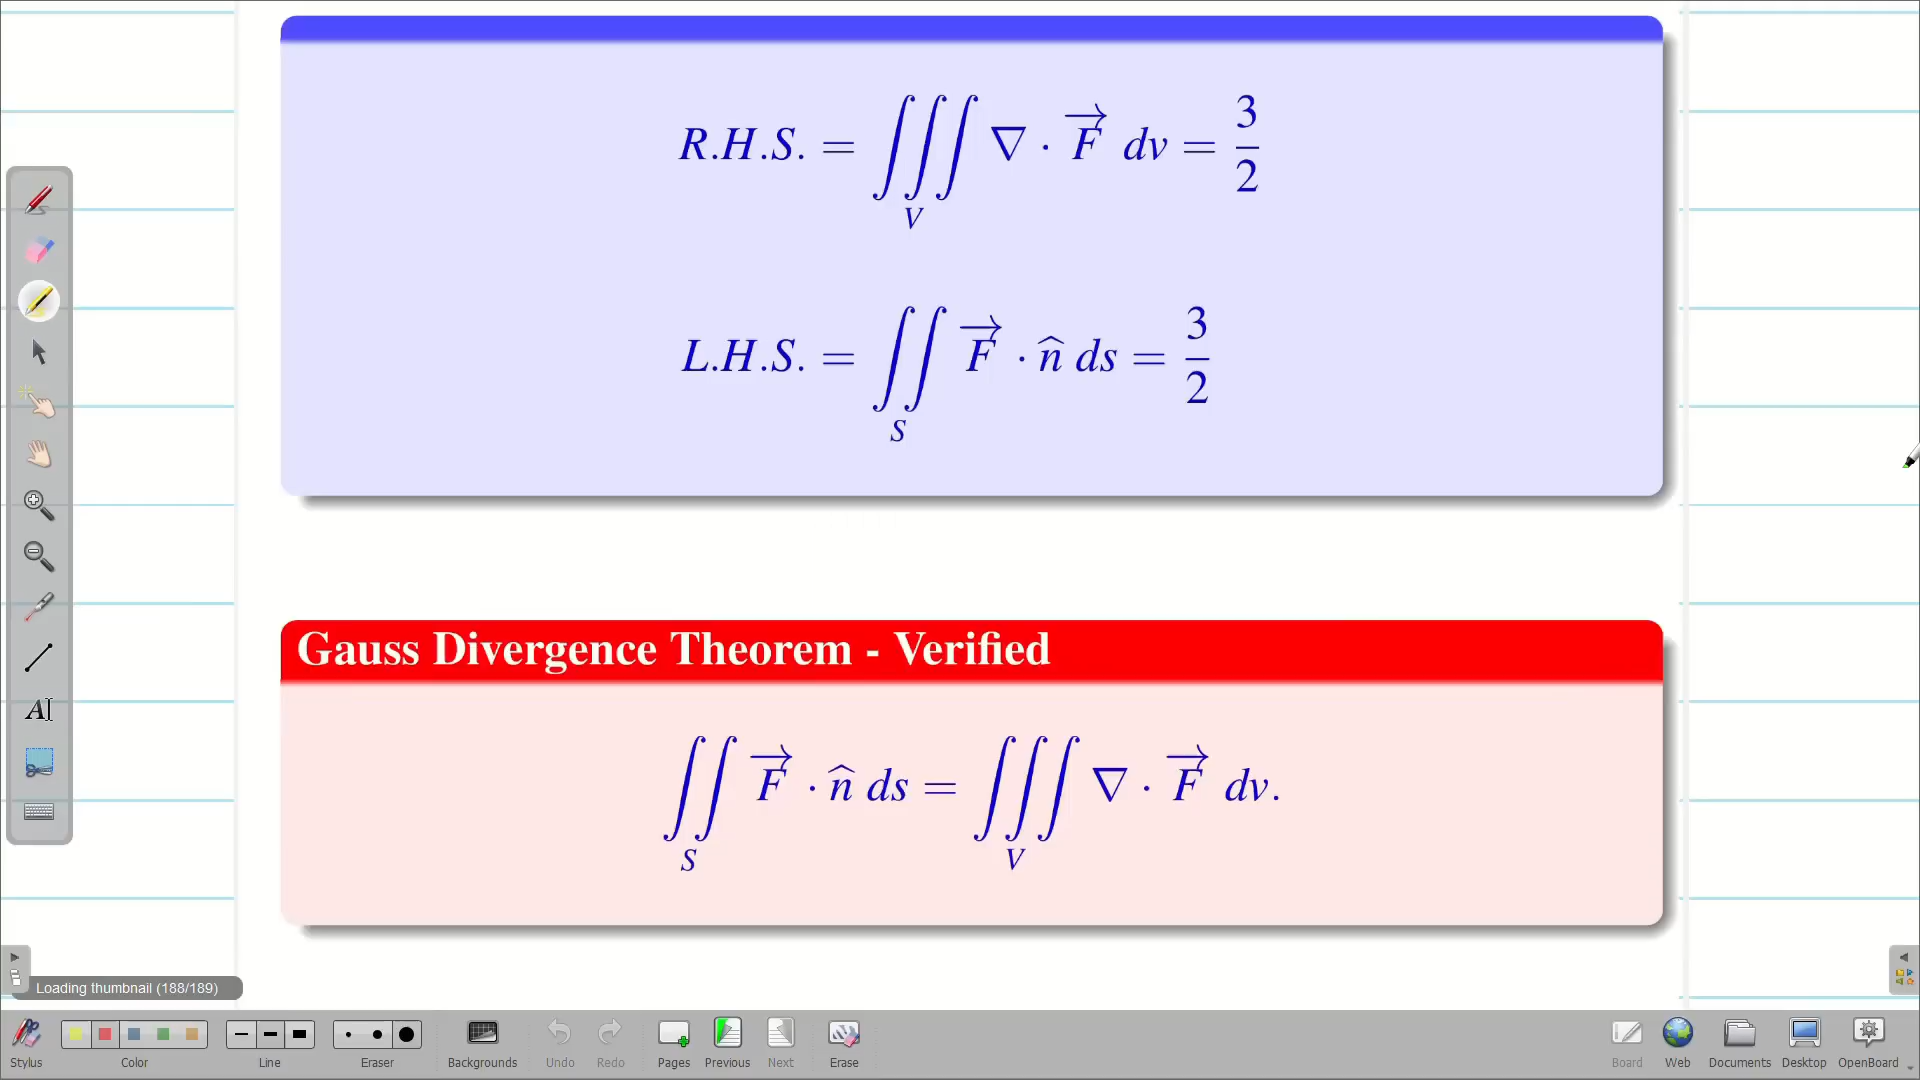 R.H.S. = ∭_V ∇ · F⃗ dv = 3/2
L.H.S. = ∬_S F⃗ · n̂ ds = 3/2
Gauss Divergence Theorem - Verified
∬_S F⃗ · n̂ ds = ∭_V ∇ · F⃗ dv.
Loading thumbnail (188/189)
Stylus Color Line Eraser Backgrounds Undo Redo Pages Previous Next Erase Board Web Documents Desktop OpenBoard